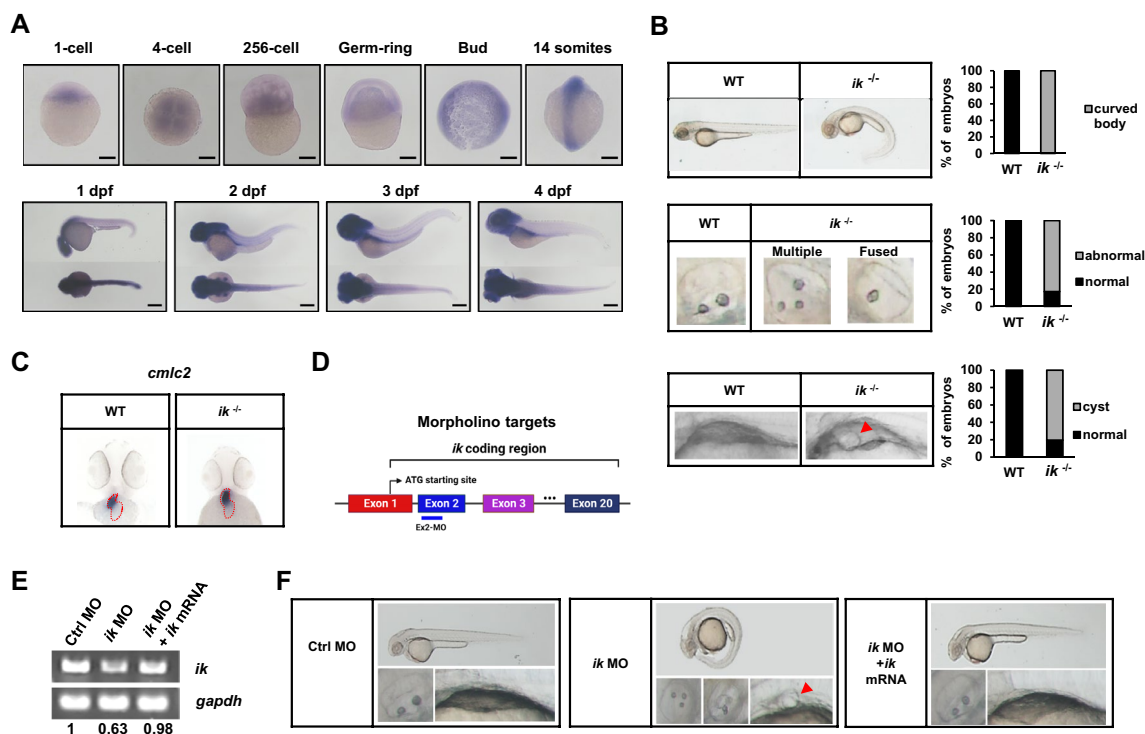 A
1-cell 4-cell 256-cell Germ-ring Bud 14 somites
1 dpf 2 dpf 3 dpf 4 dpf
B
WT ik -/-
% of embryos
100
80
60
40
20
0
WT ik -/-
curved body
WT ik -/-
Multiple Fused
% of embryos
100
80
60
40
20
0
WT ik -/-
abnormal
normal
WT ik -/-
% of embryos
100
80
60
40
20
0
WT ik -/-
cyst
normal
C
cmlc2
WT ik -/-
D
Morpholino targets
ik coding region
ATG starting site
Exon 1 Exon 2 Exon 3 ••• Exon 20
Ex2-MO
E
Ctrl MO
ik MO
ik MO
+ ik mRNA
ik
gapdh
1 0.63 0.98
F
Ctrl MO
ik MO
ik MO
+ik
mRNA